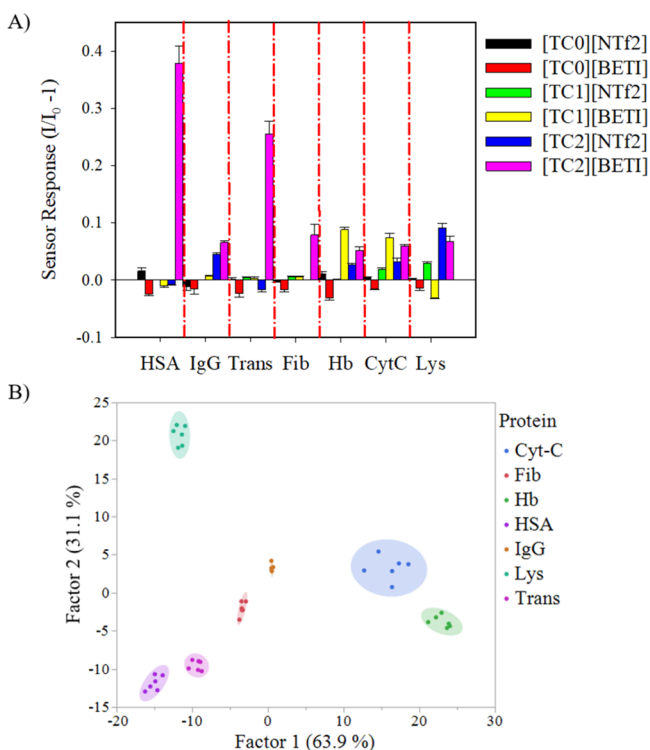 A)
Sensor Response (I/I0 -1)
0.4
0.3
0.2
0.1
0.0
-0.1
HSA IgG Trans Fib Hb CytC Lys
[TC0][NTf2]
[TC0][BETI]
[TC1][NTf2]
[TC1][BETI]
[TC2][NTf2]
[TC2][BETI]
B)
Factor 2 (31.1 %)
25
20
15
10
5
0
-5
-10
-15
-20 -10 0 10 20 30
Factor 1 (63.9 %)
Protein
Cyt-C
Fib
Hb
HSA
IgG
Lys
Trans